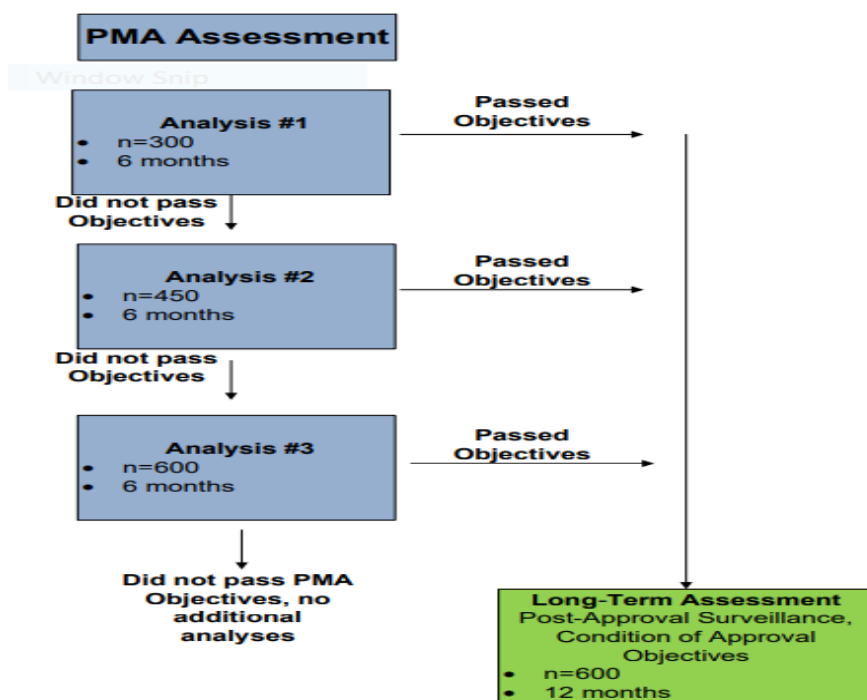 PMA Assessment
Window Snip
Analysis #1
• n=300
• 6 months
Passed
Objectives
Did not pass
Objectives
Analysis #2
• n=450
• 6 months
Passed
Objectives
Did not pass
Objectives
Analysis #3
• n=600
• 6 months
Passed
Objectives
Did not pass PMA
Objectives, no
additional
analyses
Long-Term Assessment
Post-Approval Surveillance,
Condition of Approval
Objectives
• n=600
• 12 months